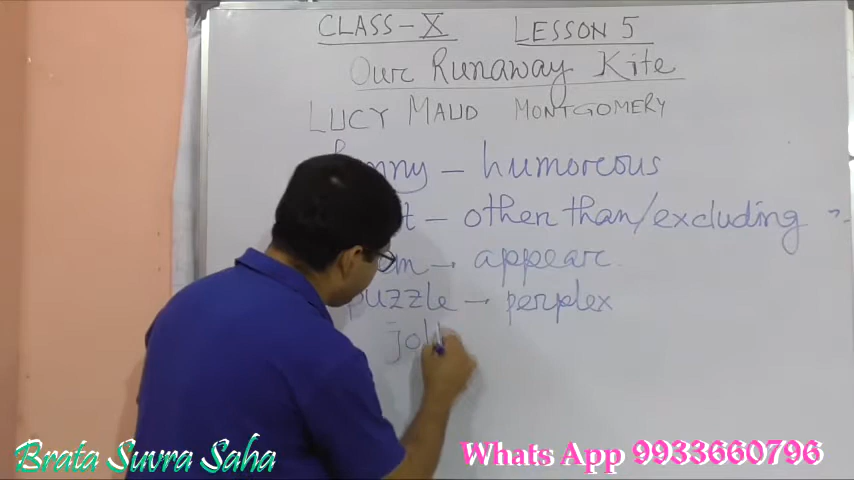 CLASS-X LESSON 5
Our Runaway Kite
LUCY MAUD MONTGOMERY
funny – humorous
– other than/excluding
– appear
puzzle – perplex
Brata Suvra Saha
Whats App 9933660796